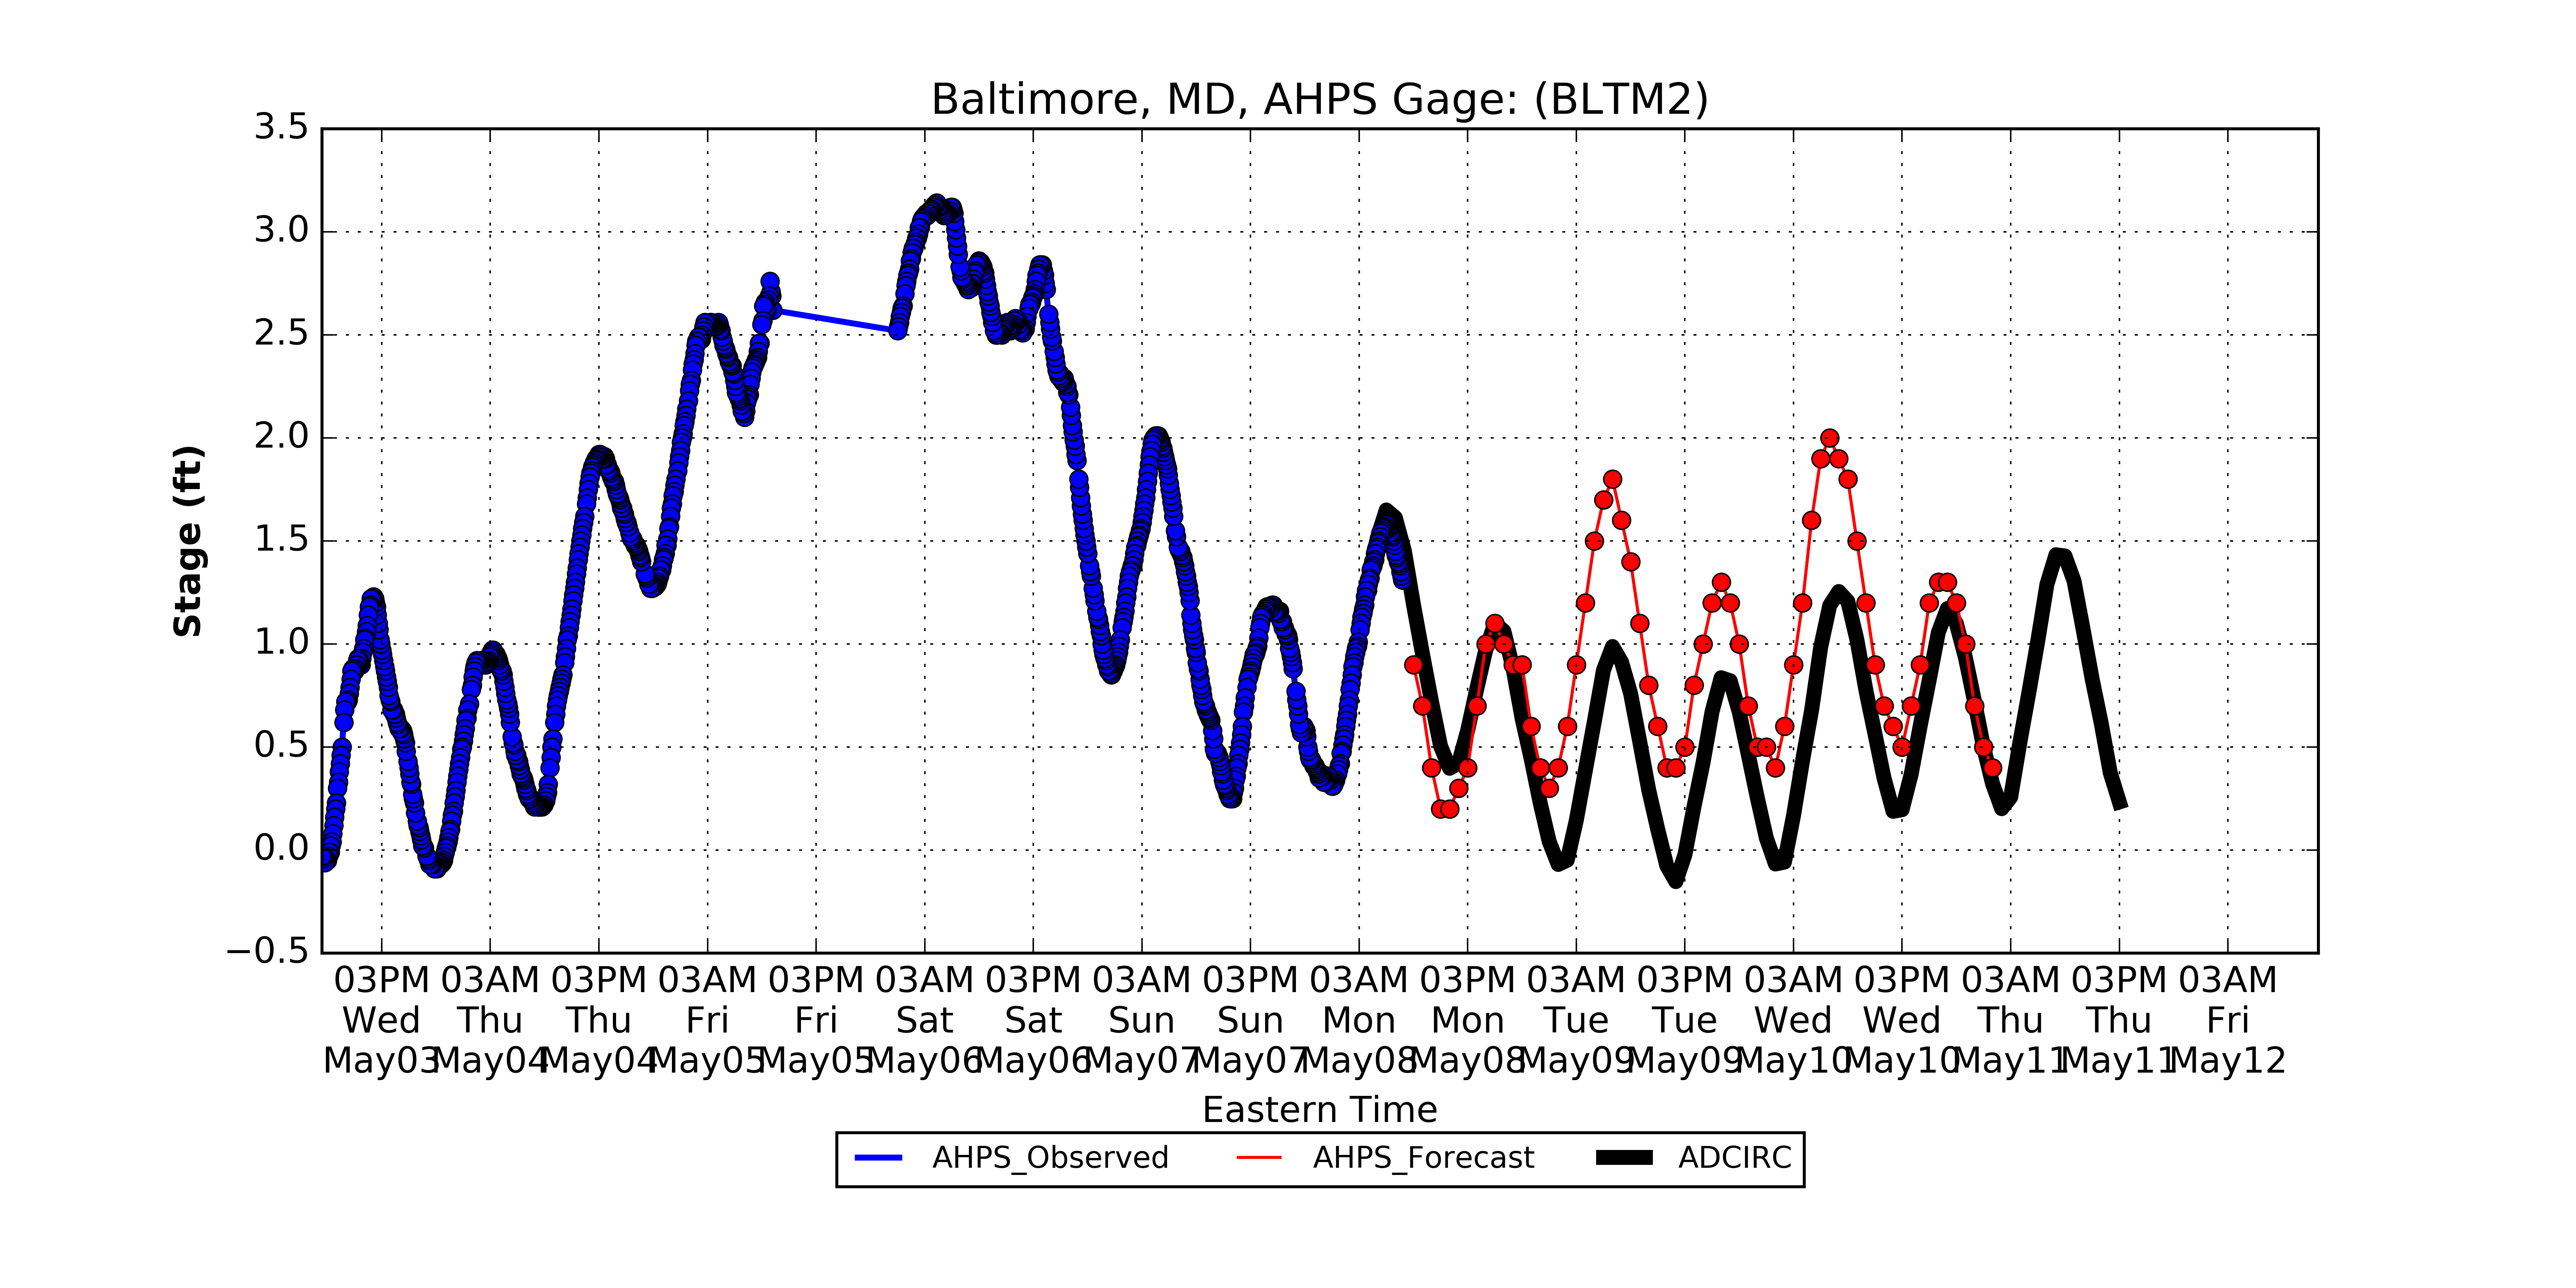 Baltimore, MD, AHPS Gage: (BLTM2)
Stage (ft)
3.5
3.0
2.5
2.0
1.5
1.0
0.5
0.0
−0.5
03PM 03AM 03PM 03AM 03PM 03AM 03PM 03AM 03PM 03AM 03PM 03AM 03PM 03AM 03PM 03AM 03PM 03AM
Wed Thu Thu Fri Fri Sat Sat Sun Sun Mon Mon Tue Tue Wed Wed Thu Thu Fri
May03 May04 May04 May05 May05 May06 May06 May07 May07 May08 May08 May09 May09 May10 May10 May11 May11 May12
Eastern Time
AHPS_Observed AHPS_Forecast ADCIRC